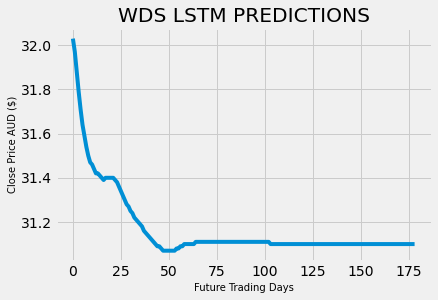 WDS LSTM PREDICTIONS
Close Price AUD ($)
32.0
31.8
31.6
31.4
31.2
0 25 50 75 100 125 150 175
Future Trading Days